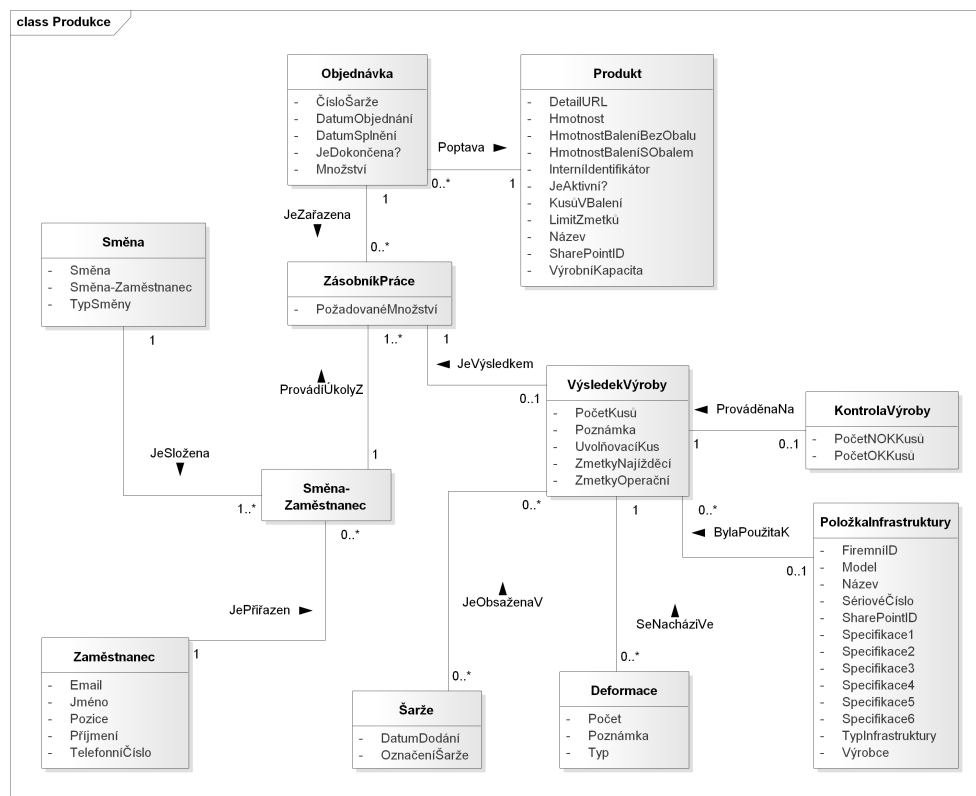 class Produkce
Objednávka
- ČísloŠarže
- DatumObjednání
- DatumSplnění
- JeDokončena?
- Množství
Produkt
- DetailURL
- Hmotnost
- HmotnostBaleníBezObalu
- HmotnostBaleníSObalem
- InterníIdentifikátor
- JeAktivní?
- KusůVBalení
- LimitZmetků
- Název
- SharePointID
- VýrobníKapacita
Poptava
0..*
1
1
JeZařazena
0..*
Směna
- Směna
- Směna-Zaměstnanec
- TypSměny
1
ZásobníkPráce
- PožadovanéMnožství
1..*
1
JeVýsledkem
0..1
ProvádíÚkolyZ
1
VýsledekVýroby
- PočetKusů
- Poznámka
- UvolňovacíKus
- ZmetkyNajížděcí
- ZmetkyOperační
ProváděnaNa
1
0..1
KontrolaVýroby
- PočetNOKKusů
- PočetOKKusů
JeSložena
1..*
Směna-
Zaměstnanec
0..*
0..*
1
0..*
BylaPoužitaK
0..1
PoložkaInfrastruktury
- FiremníID
- Model
- Název
- SériovéČíslo
- SharePointID
- Specifikace1
- Specifikace2
- Specifikace3
- Specifikace4
- Specifikace5
- Specifikace6
- TypInfrastruktury
- Výrobce
JePřiřazen
1
JeObsaženaV
0..*
SeNacházíVe
0..*
Zaměstnanec
- Email
- Jméno
- Pozice
- Příjmení
- TelefonníČíslo
Šarže
- DatumDodání
- OznačeníŠarže
Deformace
- Počet
- Poznámka
- Typ